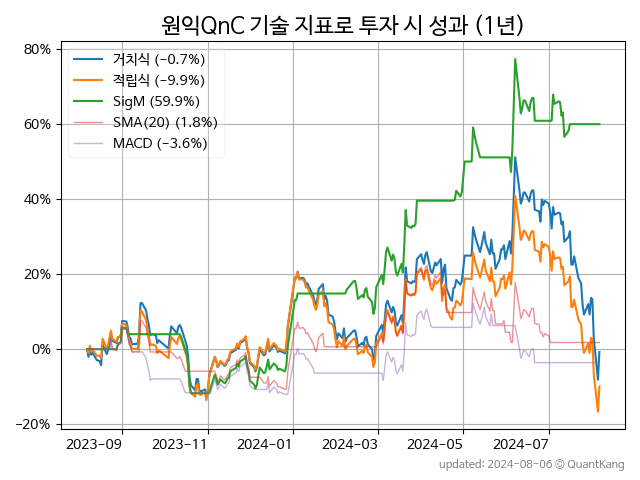 원익QnC 기술 지표로 투자 시 성과 (1년)
80%
60%
40%
20%
0%
−20%
거치식 (−0.7%)
적립식 (−9.9%)
SigM (59.9%)
SMA(20) (1.8%)
MACD (−3.6%)
2023−09 2023−11 2024−01 2024−03 2024−05 2024−07
updated: 2024-08-06 © QuantKang